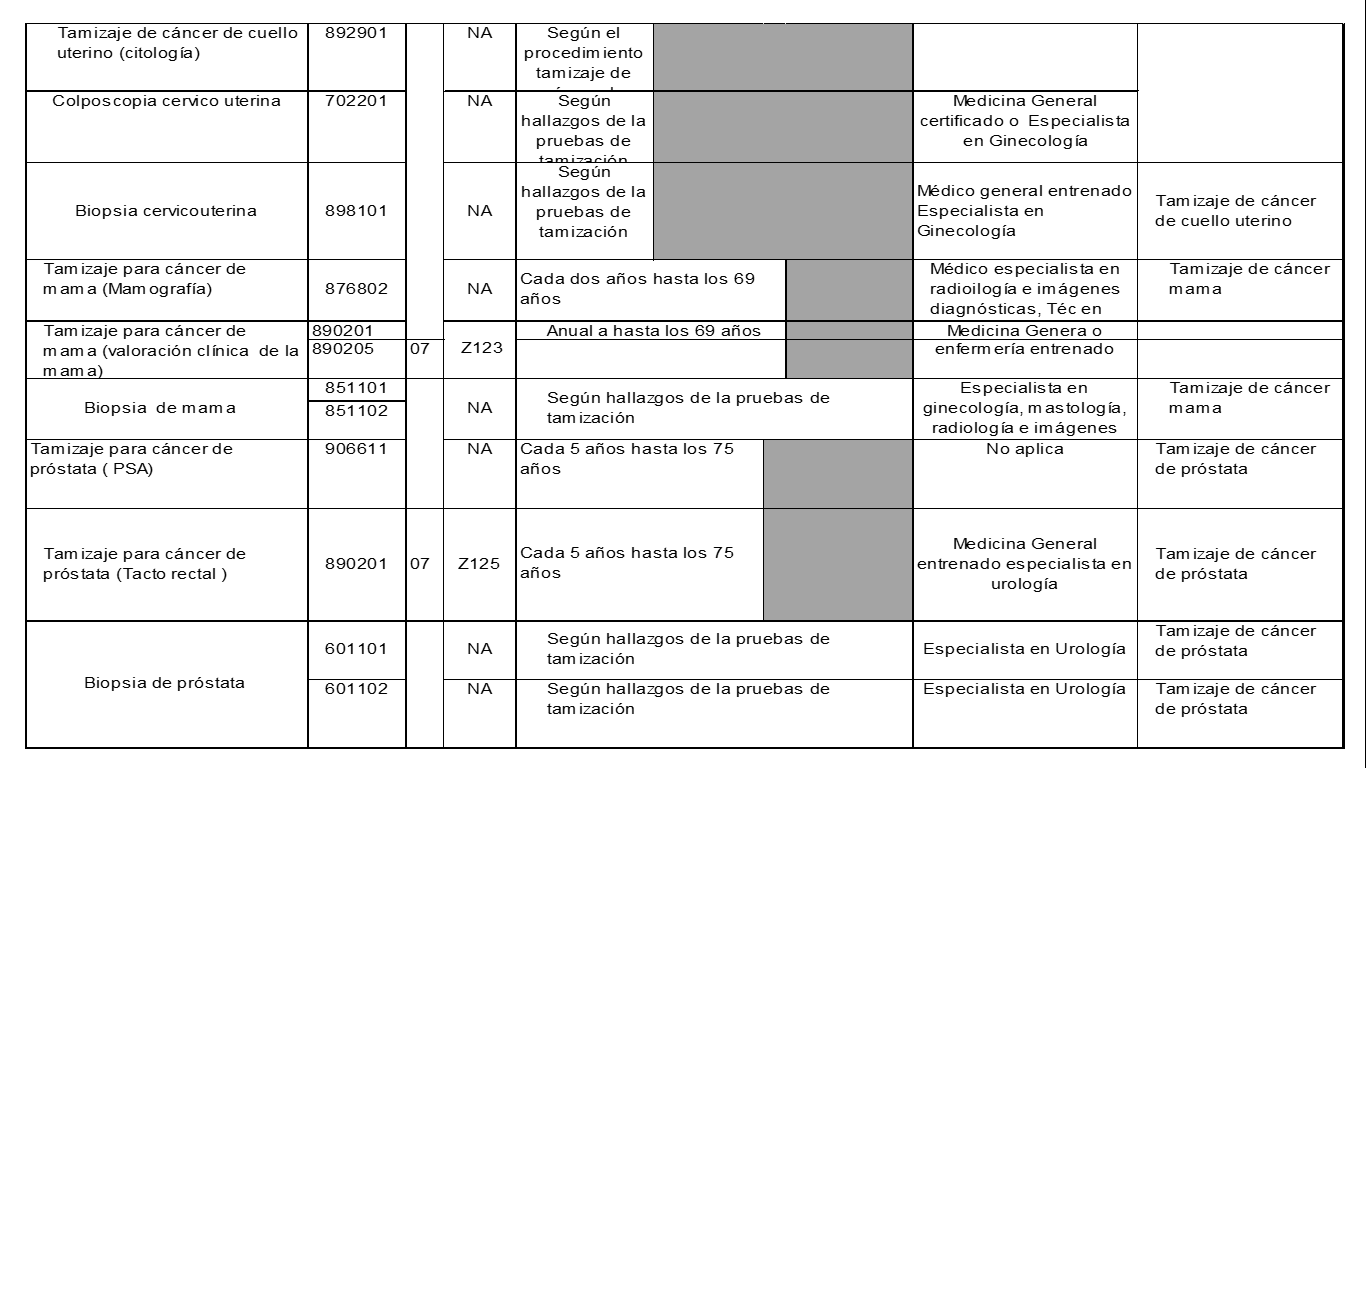 Tamizaje de cáncer de cuello
uterino (citología)
892901
NA
Según el
procedimiento
tamizaje de
Colposcopia cervico uterina
702201
NA
Según
hallazgos de la
pruebas de
tamización
Medicina General
certificado o Especialista
en Ginecología
Biopsia cervicouterina
898101
NA
Según
hallazgos de la
pruebas de
tamización
Médico general entrenado
Especialista en
Ginecología
Tamizaje de cáncer
de cuello uterino
Tamizaje para cáncer de
mama (Mamografía)
876802
NA
Cada dos años hasta los 69
años
Médico especialista en
radioilogía e imágenes
diagnósticas, Téc en
Tamizaje de cáncer
mama
Tamizaje para cáncer de
mama (valoración clínica de la
mama)
890201
890205
07
Z123
Anual a hasta los 69 años
Medicina Genera o
enfermería entrenado
Biopsia de mama
851101
851102
NA
Según hallazgos de la pruebas de
tamización
Especialista en
ginecología, mastología,
radiología e imágenes
Tamizaje de cáncer
mama
Tamizaje para cáncer de
próstata ( PSA)
906611
NA
Cada 5 años hasta los 75
años
No aplica
Tamizaje de cáncer
de próstata
Tamizaje para cáncer de
próstata (Tacto rectal )
890201
07
Z125
Cada 5 años hasta los 75
años
Medicina General
entrenado especialista en
urología
Tamizaje de cáncer
de próstata
Biopsia de próstata
601101
NA
Según hallazgos de la pruebas de
tamización
Especialista en Urología
Tamizaje de cáncer
de próstata
601102
NA
Según hallazgos de la pruebas de
tamización
Especialista en Urología
Tamizaje de cáncer
de próstata